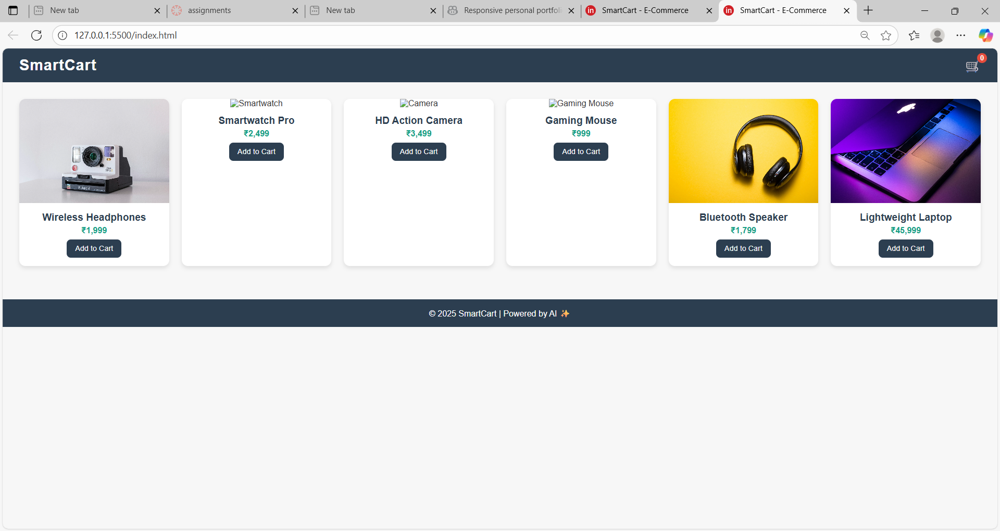 New tab
assignments
New tab
Responsive personal portfoli
SmartCart - E-Commerce
SmartCart - E-Commerce
127.0.0.1:5500/index.html
SmartCart
0
Wireless Headphones
₹1,999
Add to Cart
Smartwatch
Smartwatch Pro
₹2,499
Add to Cart
Camera
HD Action Camera
₹3,499
Add to Cart
Gaming Mouse
Gaming Mouse
₹999
Add to Cart
Bluetooth Speaker
₹1,799
Add to Cart
Lightweight Laptop
₹45,999
Add to Cart
© 2025 SmartCart | Powered by AI ✨